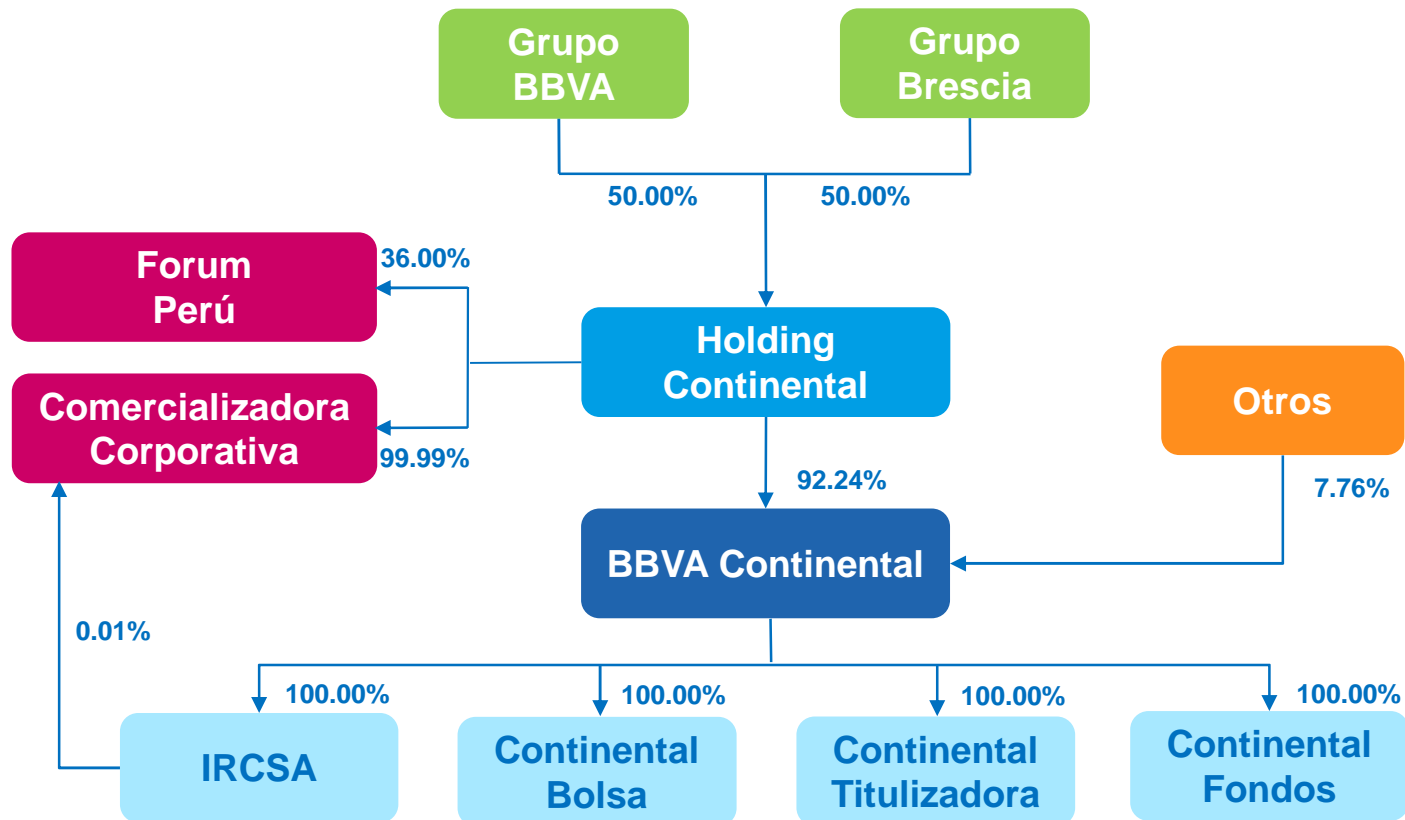 Grupo
BBVA
Grupo
Brescia
50.00%
50.00%
Forum
Perú
36.00%
Holding
Continental
Comercializadora
Corporativa
99.99%
Otros
92.24%
7.76%
BBVA Continental
0.01%
100.00%
100.00%
100.00%
100.00%
IRCSA
Continental
Bolsa
Continental
Titulizadora
Continental
Fondos